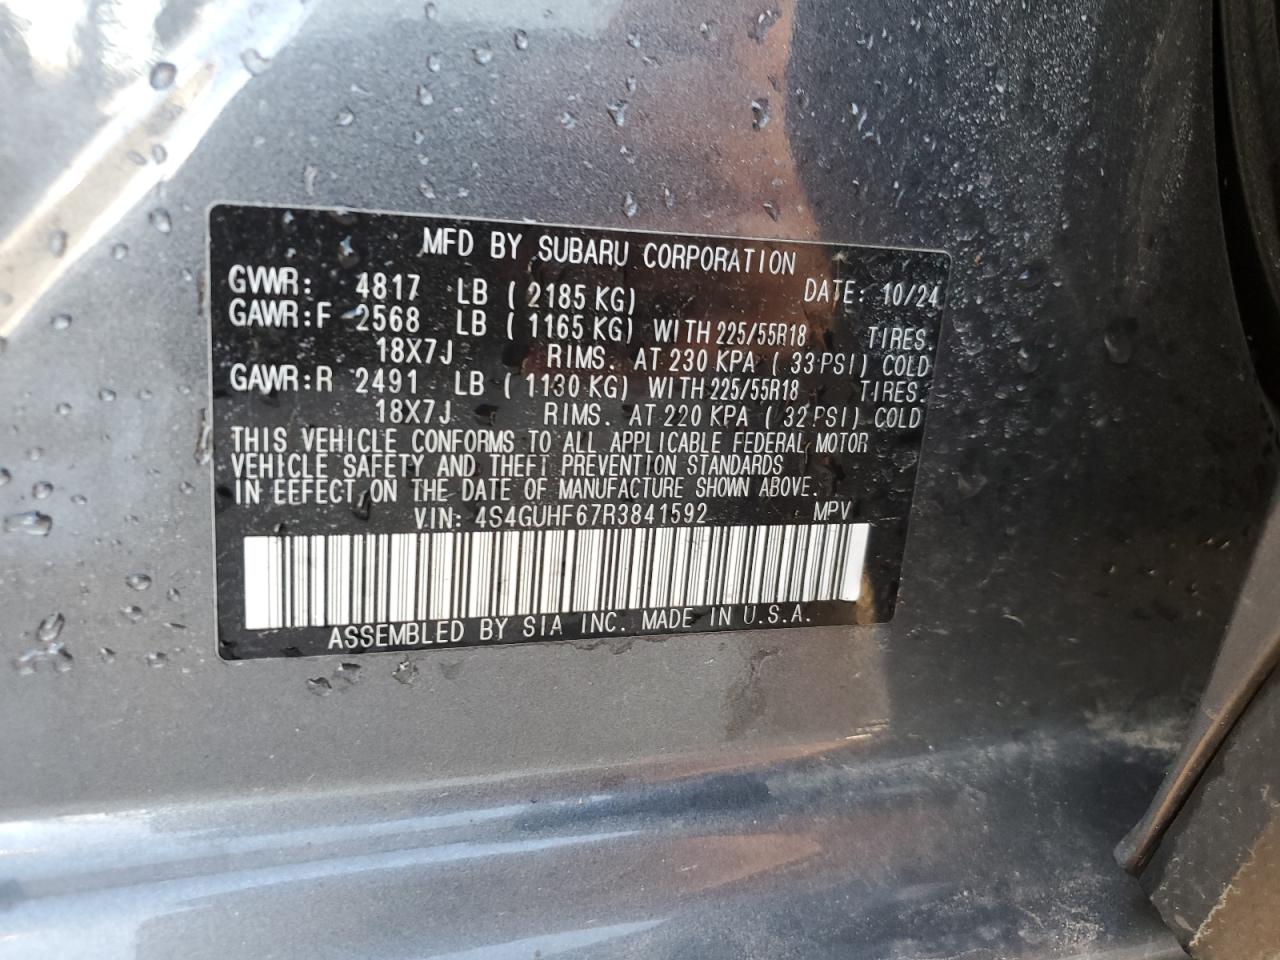 MFD BY SUBARU CORPORATION
GVWR: 4817 LB ( 2185 KG) DATE: 10/24
GAWR:F 2568 LB ( 1165 KG) WITH 225/55R18 TIRES.
18X7J RIMS. AT 230 KPA ( 33 PSI) COLD
GAWR:R 2491 LB ( 1130 KG) WITH 225/55R18 TIRES.
18X7J RIMS. AT 220 KPA ( 32 PSI) COLD
THIS VEHICLE CONFORMS TO ALL APPLICABLE FEDERAL MOTOR
VEHICLE SAFETY AND THEFT PREVENTION STANDARDS
IN EFFECT ON THE DATE OF MANUFACTURE SHOWN ABOVE.
VIN: 4S4GUHF67R3841592 MPV
ASSEMBLED BY SIA INC. MADE IN U.S.A.